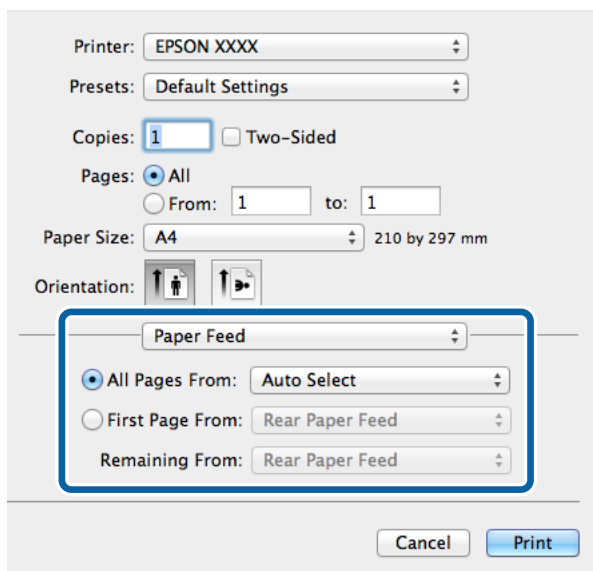 Printer: EPSON XXXX
Presets: Default Settings
Copies: 1 Two-Sided
Pages: All
From: 1 to: 1
Paper Size: A4 210 by 297 mm
Orientation:
Paper Feed
All Pages From: Auto Select
First Page From: Rear Paper Feed
Remaining From: Rear Paper Feed
Cancel Print